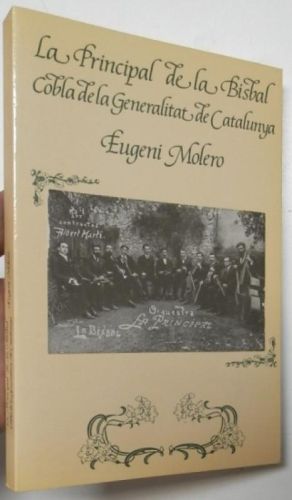 La Principal de la Bisbal
Cobla de la Generalitat de Catalunya
Eugeni Molero
contractes
Albert Martí
Orquestra
La Bisbal
LA PRINCIPAL